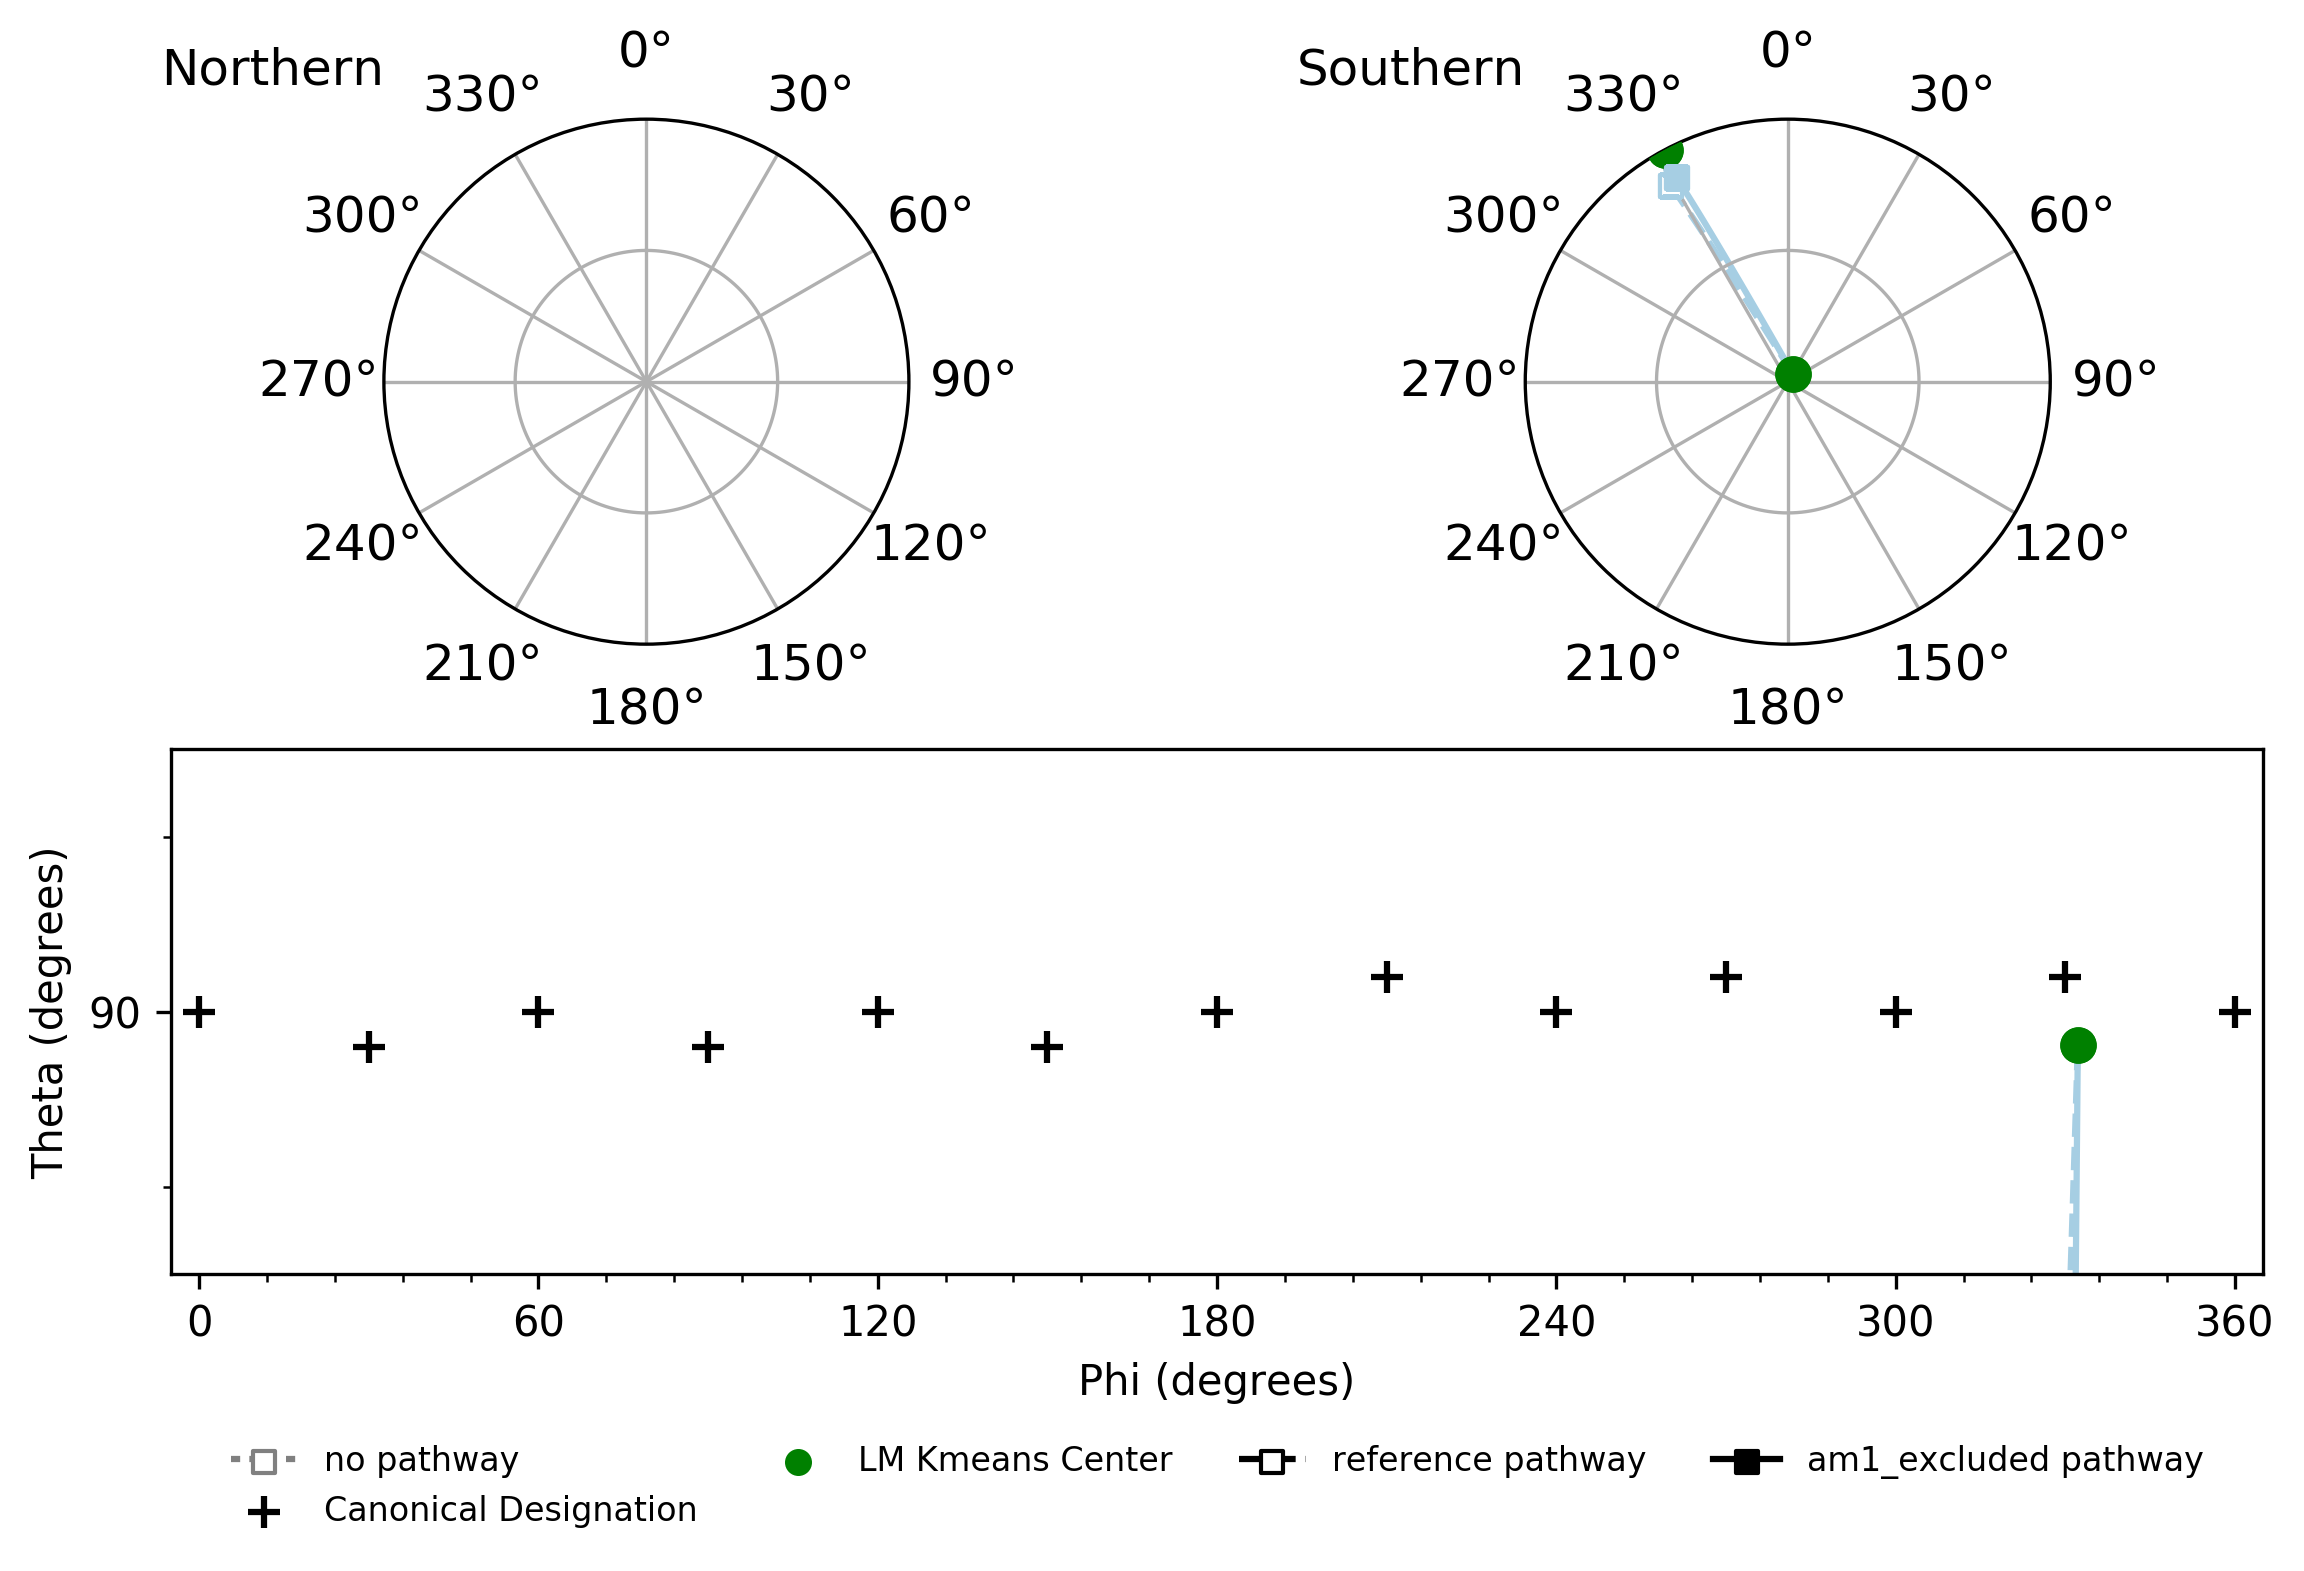 Northern
0°
330°
30°
300°
60°
270°
90°
240°
120°
210°
150°
180°
Southern
0°
330°
30°
300°
60°
270°
90°
240°
120°
210°
150°
180°
Theta (degrees)
90
0 60 120 180 240 300 360
Phi (degrees)
no pathway
Canonical Designation
LM Kmeans Center
reference pathway
am1_excluded pathway